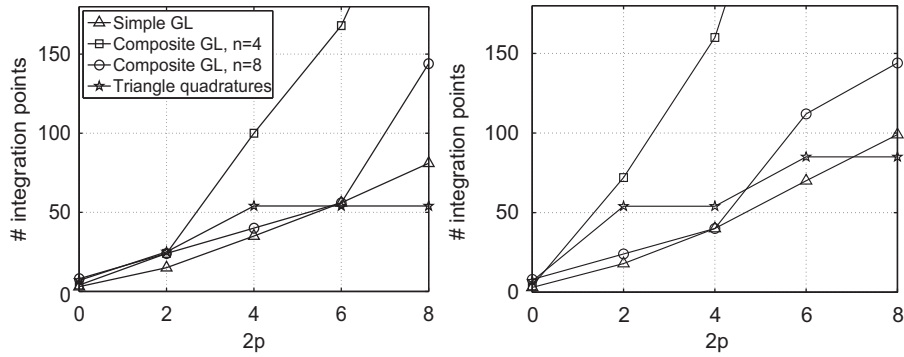 Simple GL
Composite GL, n=4
Composite GL, n=8
Triangle quadratures
# integration points
150
100
50
0
0 2 4 6 8
2p
# integration points
150
100
50
0
0 2 4 6 8
2p